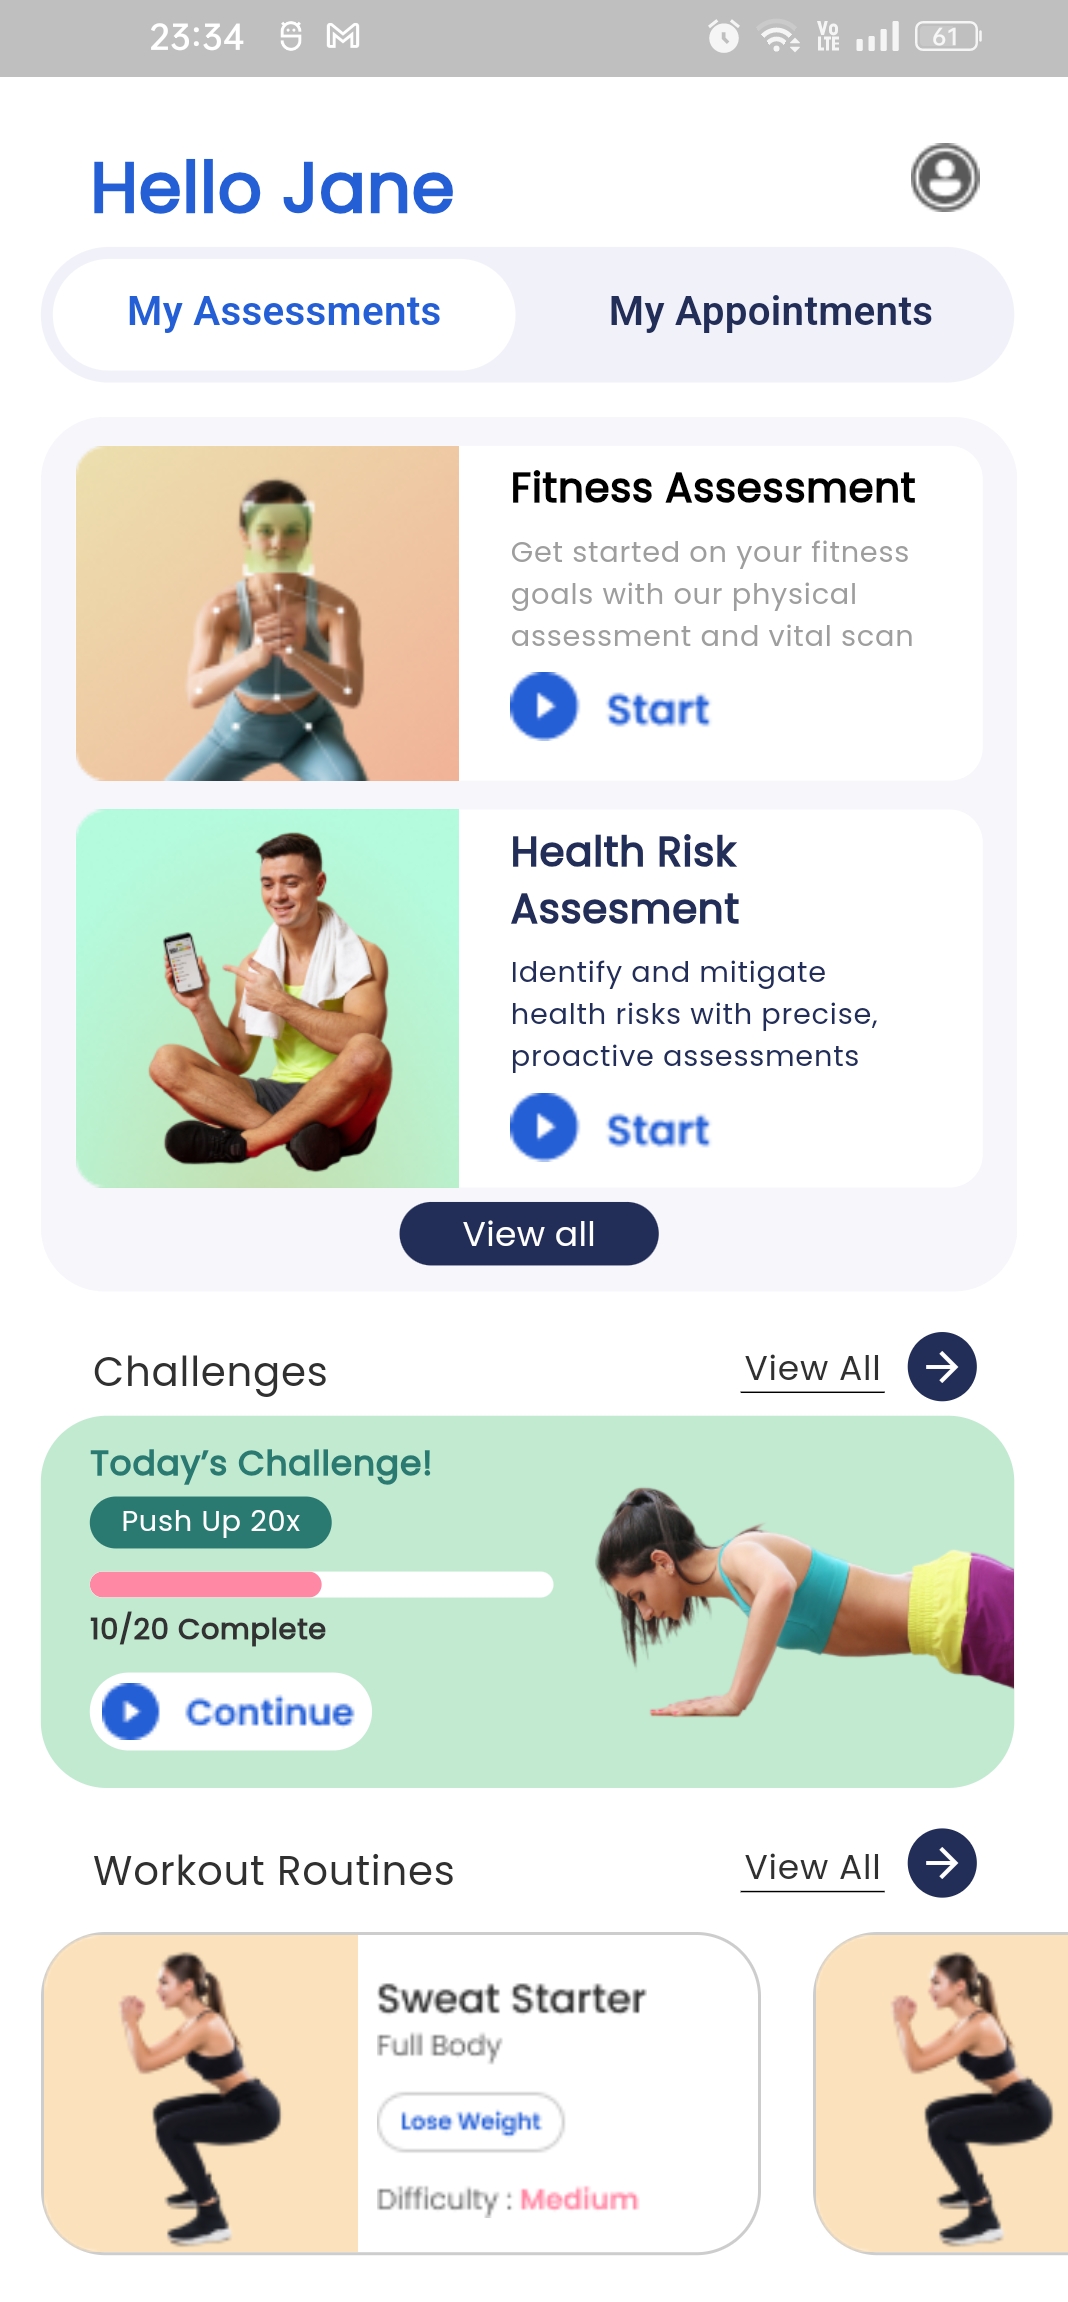 23:34
Vo
LTE
61
Hello Jane
My Assessments
My Appointments
Fitness Assessment
Get started on your fitness
goals with our physical
assessment and vital scan
Start
Health Risk
Assesment
Identify and mitigate
health risks with precise,
proactive assessments
Start
View all
Challenges
View All
Today’s Challenge!
Push Up 20x
10/20 Complete
Continue
Workout Routines
View All
Sweat Starter
Full Body
Lose Weight
Difficulty : Medium